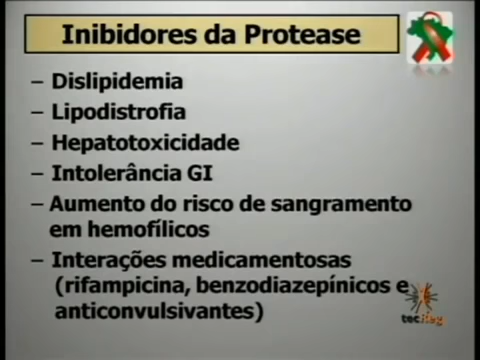 Inibidores da Protease
– Dislipidemia
– Lipodistrofia
– Hepatotoxicidade
– Intolerância GI
– Aumento do risco de sangramento
em hemofílicos
– Interações medicamentosas
(rifampicina, benzodiazepínicos e
anticonvulsivantes)